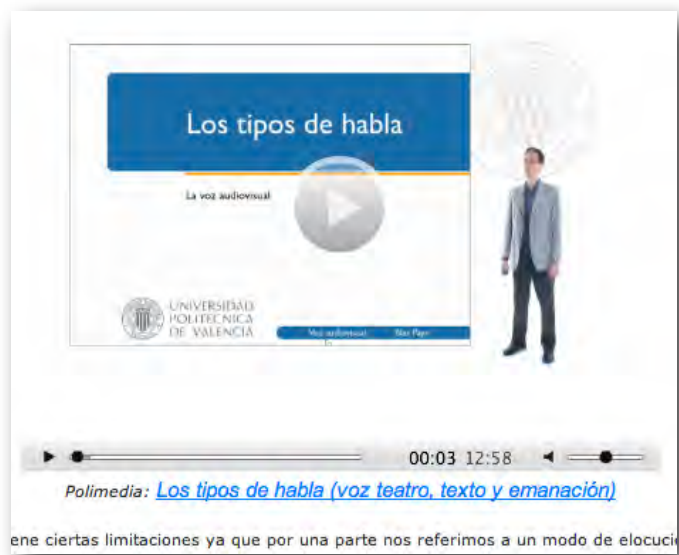 Los tipos de habla
La voz audiovisual
UNIVERSIDAD
POLITECNICA
DE VALENCIA
Voz audiovisual
00:03 12:58
Polimedia: Los tipos de habla (voz teatro, texto y emanación)
ene ciertas limitaciones ya que por una parte nos referimos a un modo de elocuci